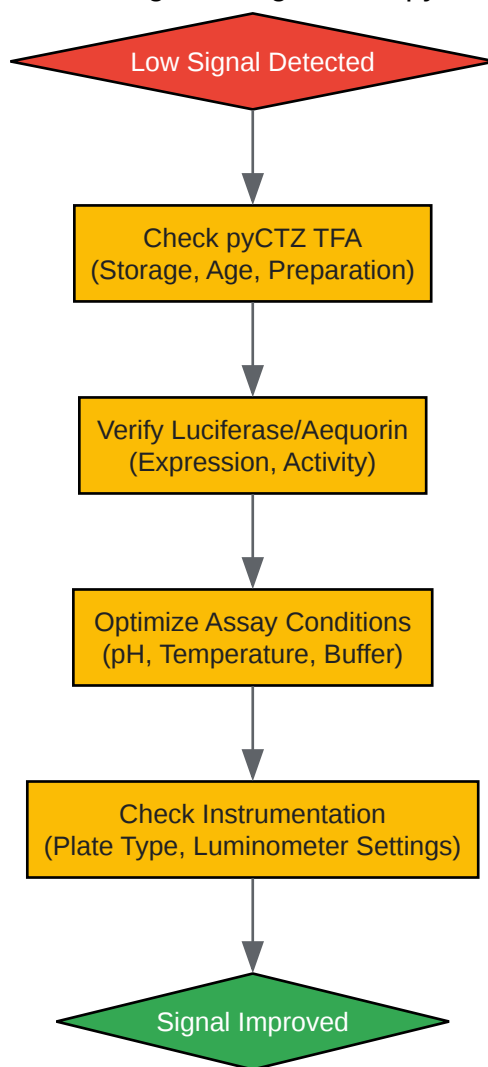 Low Signal Detected
Check pyCTZ TFA
(Storage, Age, Preparation)
Verify Luciferase/Aequorin
(Expression, Activity)
Optimize Assay Conditions
(pH, Temperature, Buffer)
Check Instrumentation
(Plate Type, Luminometer Settings)
Signal Improved